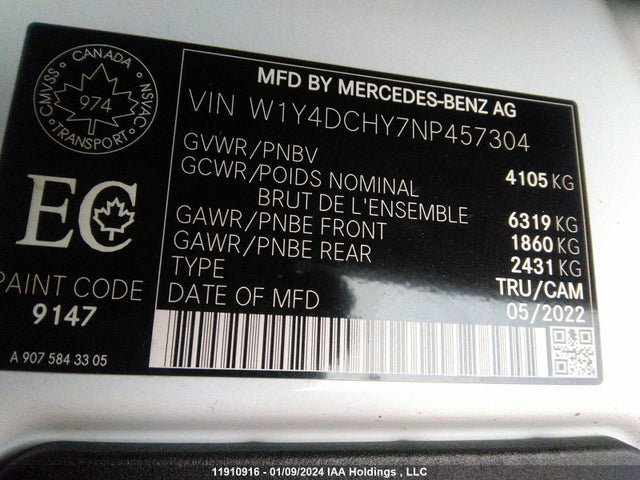 CANADA
CMVSS
974
NSVAC
TRANSPORT
MFD BY MERCEDES-BENZ AG
VIN W1Y4DCHY7NP457304
GVWR/PNBV 4105 KG
GCWR/POIDS NOMINAL
BRUT DE L'ENSEMBLE 6319 KG
GAWR/PNBE FRONT 1860 KG
GAWR/PNBE REAR 2431 KG
TYPE TRU/CAM
DATE OF MFD 05/2022
EC
PAINT CODE
9147
A 907 584 33 05
11910916 - 01/09/2024 IAA Holdings , LLC